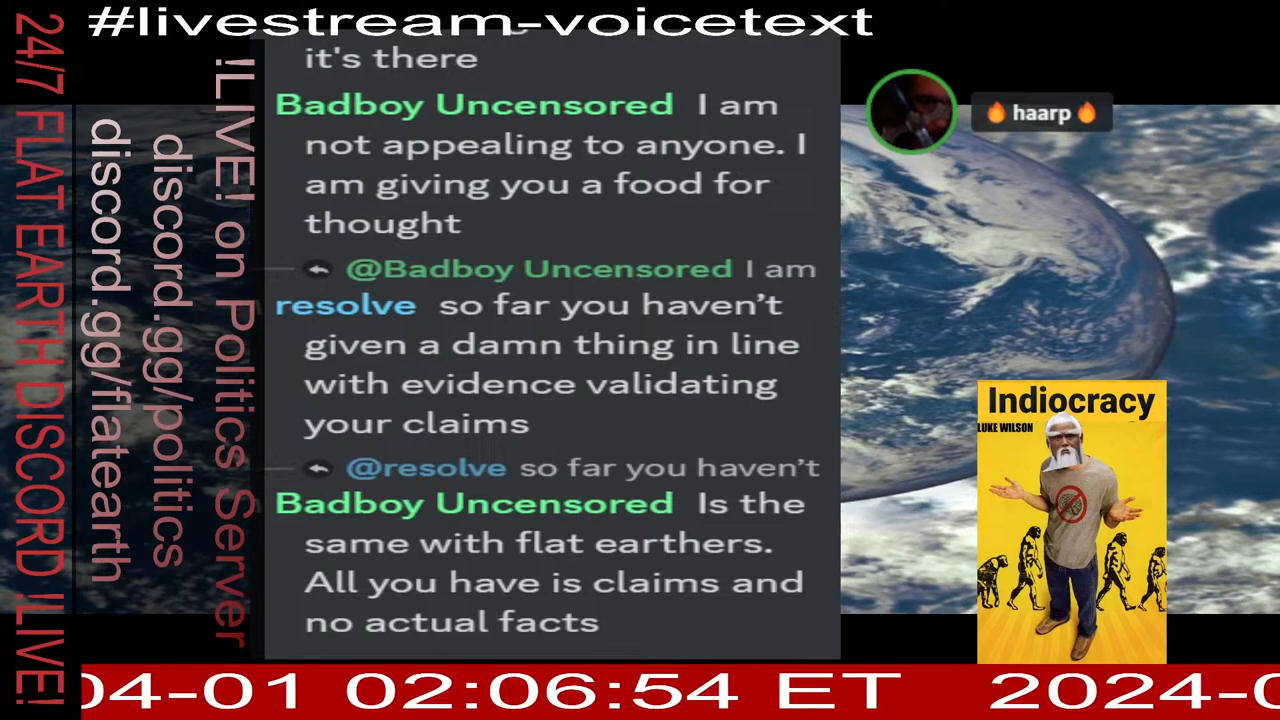 #livestream-voicetext
24/7 FLAT EARTH DISCORD !LIVE!
discord.gg/flatearth
discord.gg/politics
!LIVE! on Politics Server
it's there
Badboy Uncensored I am
not appealing to anyone. I
am giving you a food for
thought
@Badboy Uncensored I am
resolve so far you haven't
given a damn thing in line
with evidence validating
your claims
@resolve so far you haven't
Badboy Uncensored Is the
same with flat earthers.
All you have is claims and
no actual facts
🔥 haarp 🔥
Indiocracy
LUKE WILSON
04-01 02:06:54 ET 2024-0